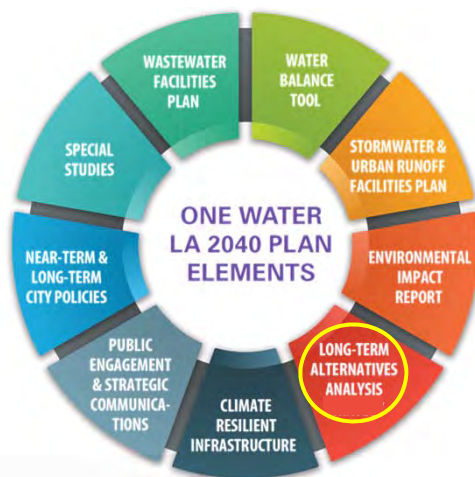 WASTEWATER
FACILITIES
PLAN
WATER
BALANCE
TOOL
STORMWATER &
URBAN RUNOFF
FACILITIES PLAN
ENVIRONMENTAL
IMPACT
REPORT
LONG-TERM
ALTERNATIVES
ANALYSIS
CLIMATE
RESILIENT
INFRASTRUCTURE
PUBLIC
ENGAGEMENT
& STRATEGIC
COMMUNICA-
TIONS
NEAR-TERM &
LONG-TERM
CITY POLICIES
SPECIAL
STUDIES
ONE WATER
LA 2040 PLAN
ELEMENTS